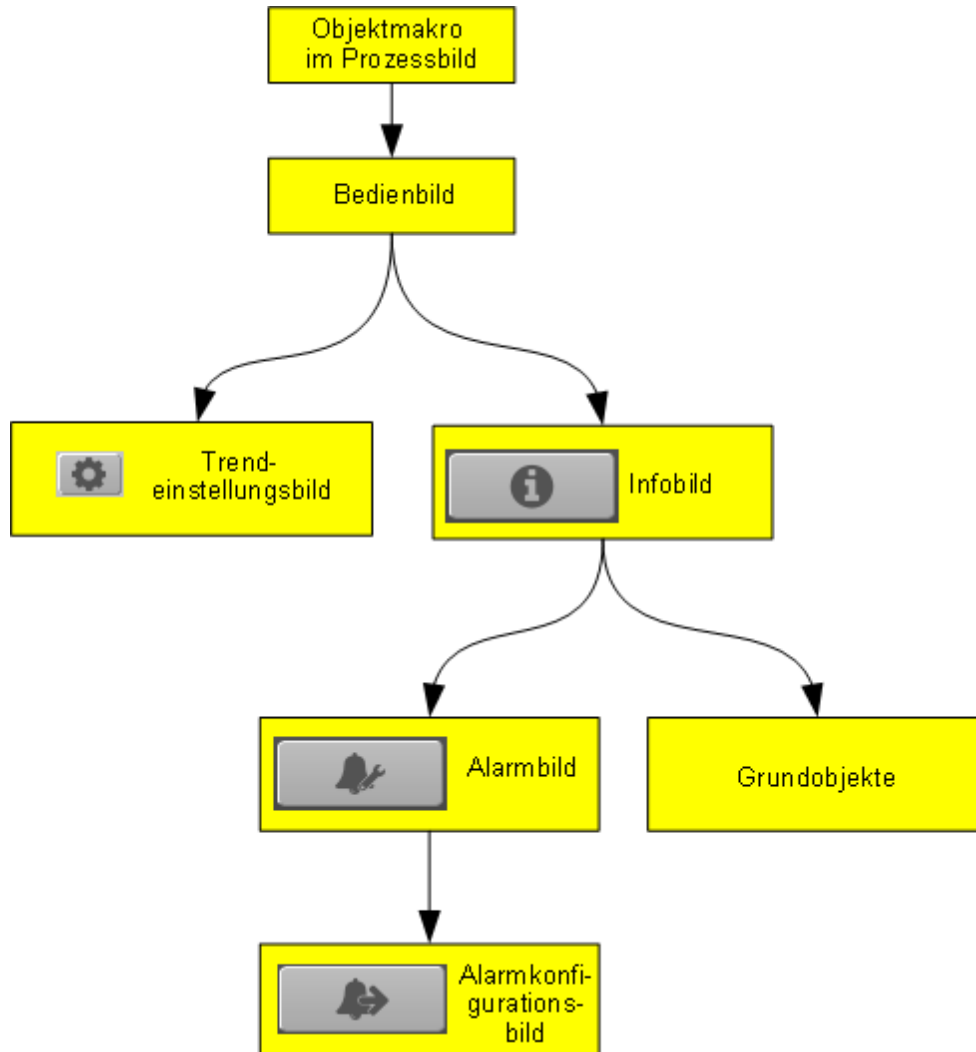 Objektmakro
im Prozessbild
Bedienbild
Trend-
einstellungsbild
Infobild
Alarmbild
Grundobjekte
Alarmkonfi-
gurations-
bild